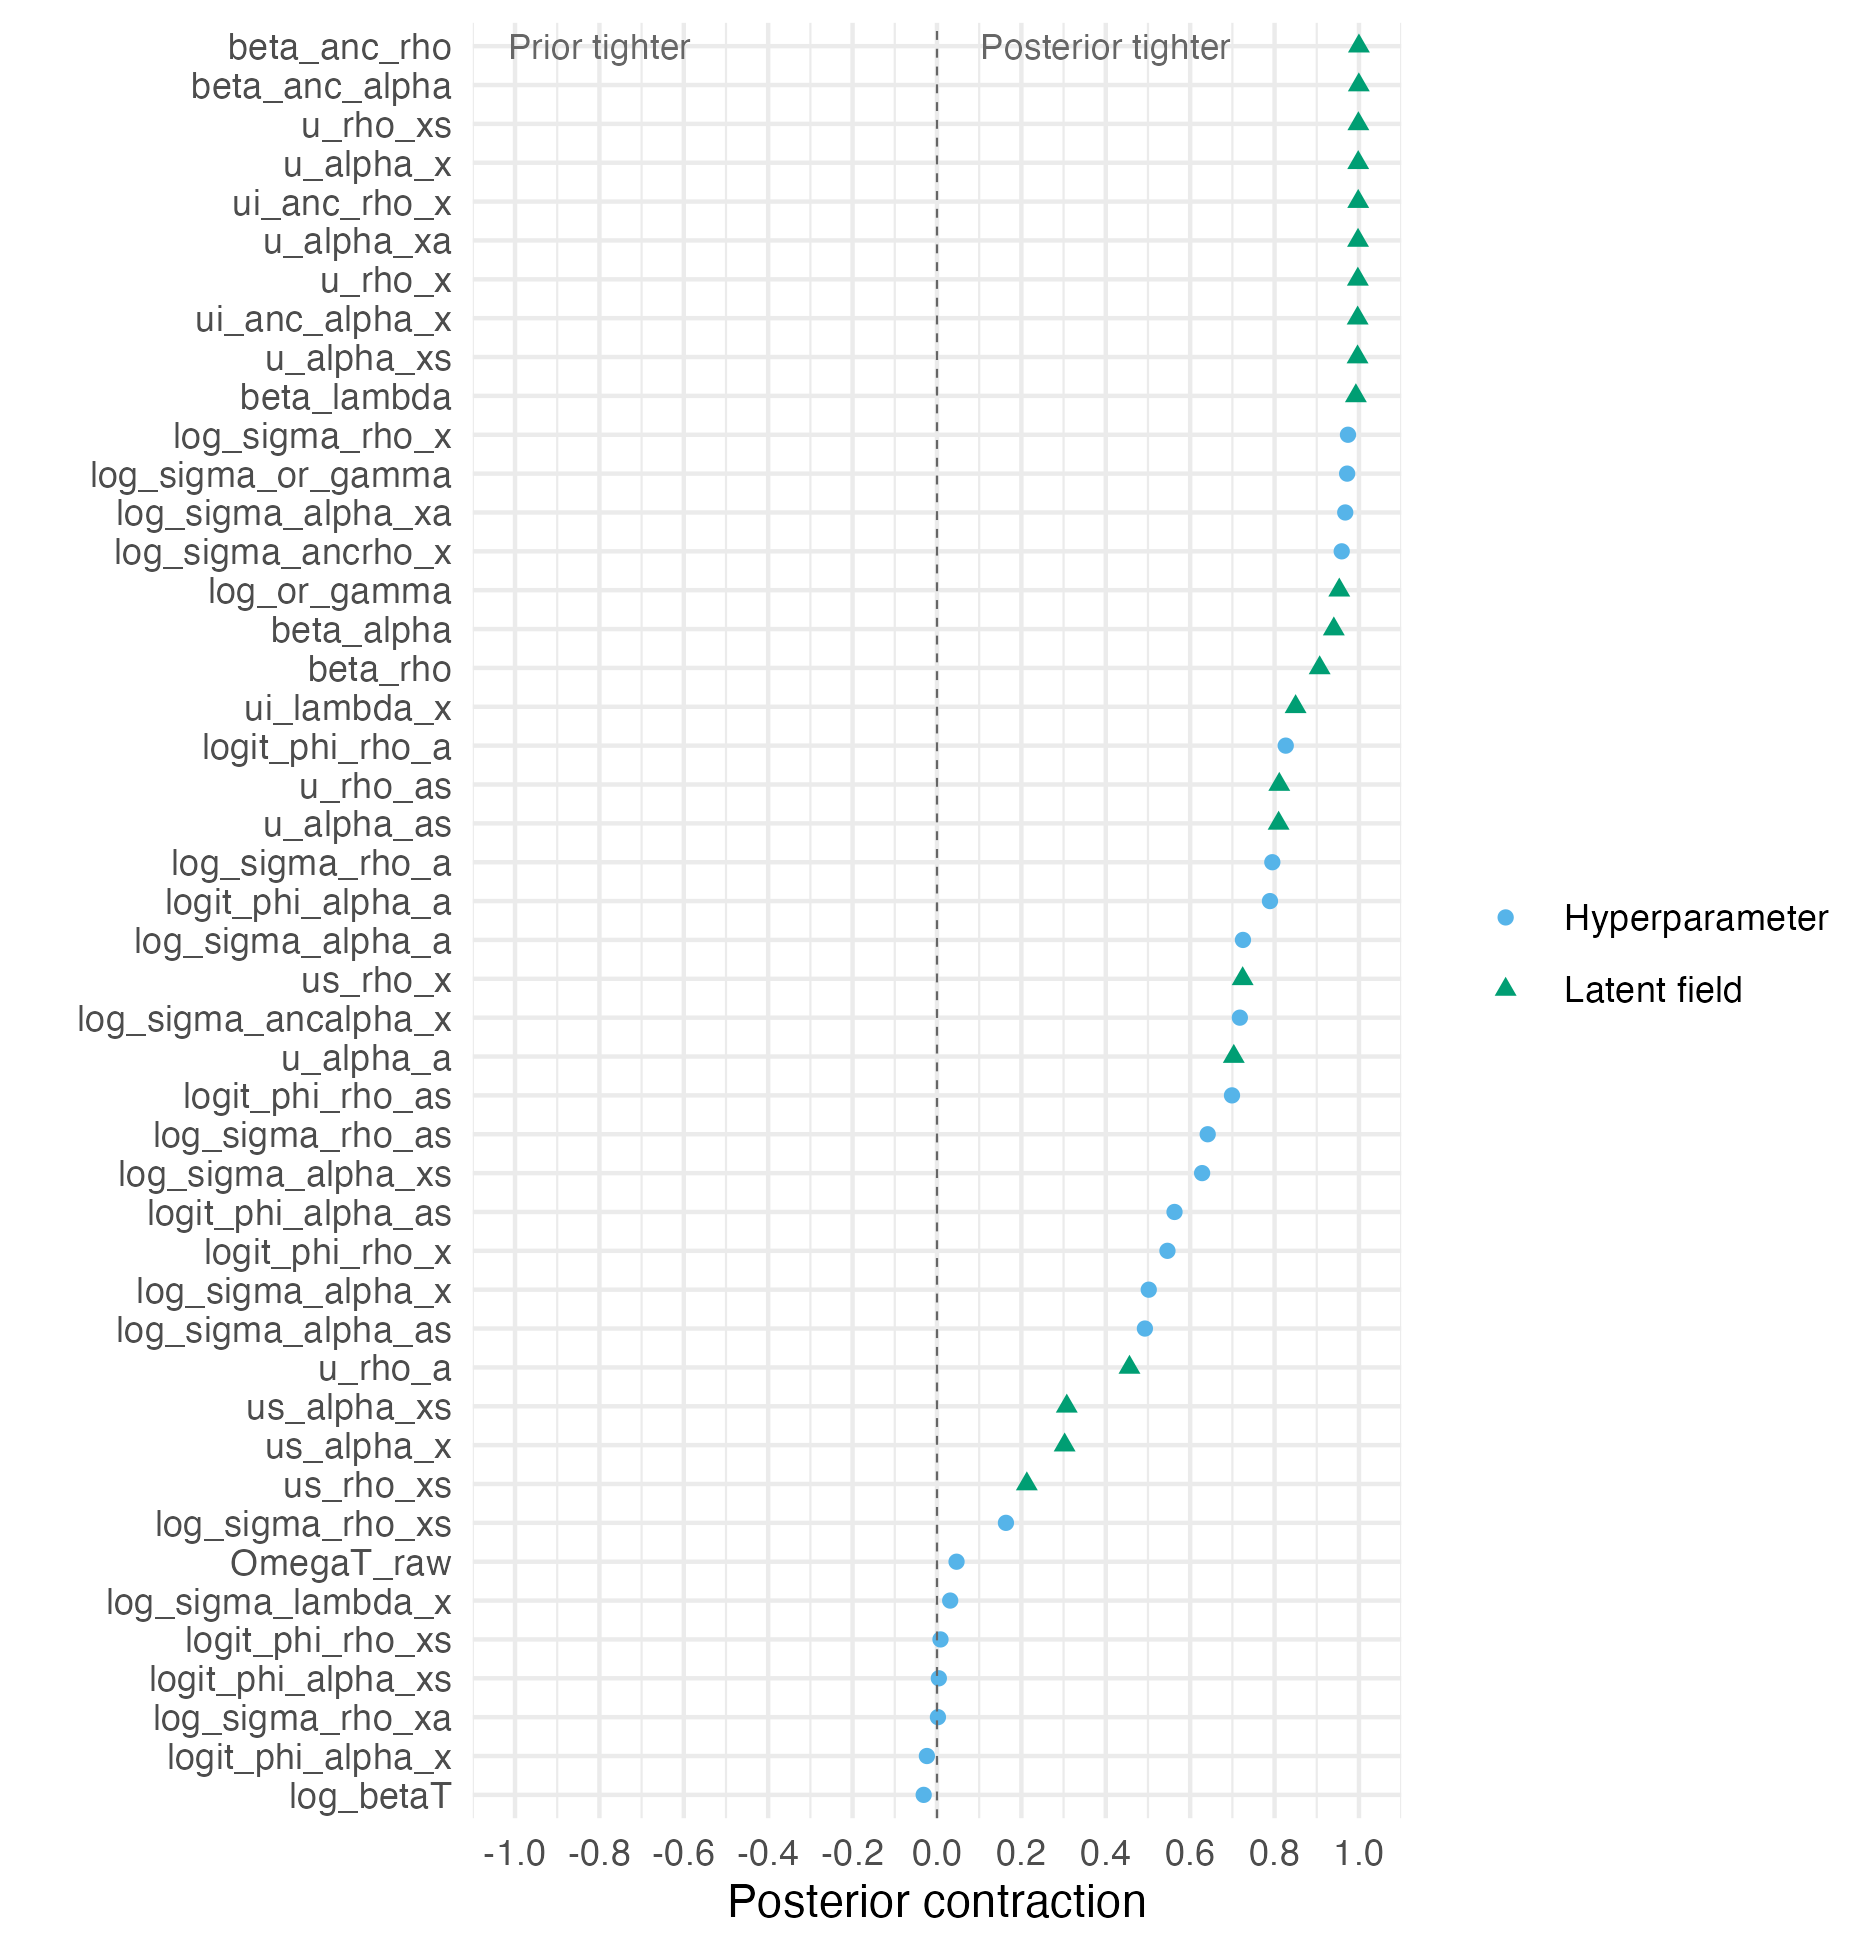 beta_anc_rho
Prior tighter
Posterior tighter
beta_anc_alpha
u_rho_xs
u_alpha_x
ui_anc_rho_x
u_alpha_xa
u_rho_x
ui_anc_alpha_x
u_alpha_xs
beta_lambda
log_sigma_rho_x
log_sigma_or_gamma
log_sigma_alpha_xa
log_sigma_ancrho_x
log_or_gamma
beta_alpha
beta_rho
ui_lambda_x
logit_phi_rho_a
u_rho_as
u_alpha_as
log_sigma_rho_a
logit_phi_alpha_a
log_sigma_alpha_a
us_rho_x
log_sigma_ancalpha_x
u_alpha_a
logit_phi_rho_as
log_sigma_rho_as
log_sigma_alpha_xs
logit_phi_alpha_as
logit_phi_rho_x
log_sigma_alpha_x
log_sigma_alpha_as
u_rho_a
us_alpha_xs
us_alpha_x
us_rho_xs
log_sigma_rho_xs
OmegaT_raw
log_sigma_lambda_x
logit_phi_rho_xs
logit_phi_alpha_xs
log_sigma_rho_xa
logit_phi_alpha_x
log_betaT
-1.0 -0.8 -0.6 -0.4 -0.2 0.0 0.2 0.4 0.6 0.8 1.0
Posterior contraction
Hyperparameter
Latent field